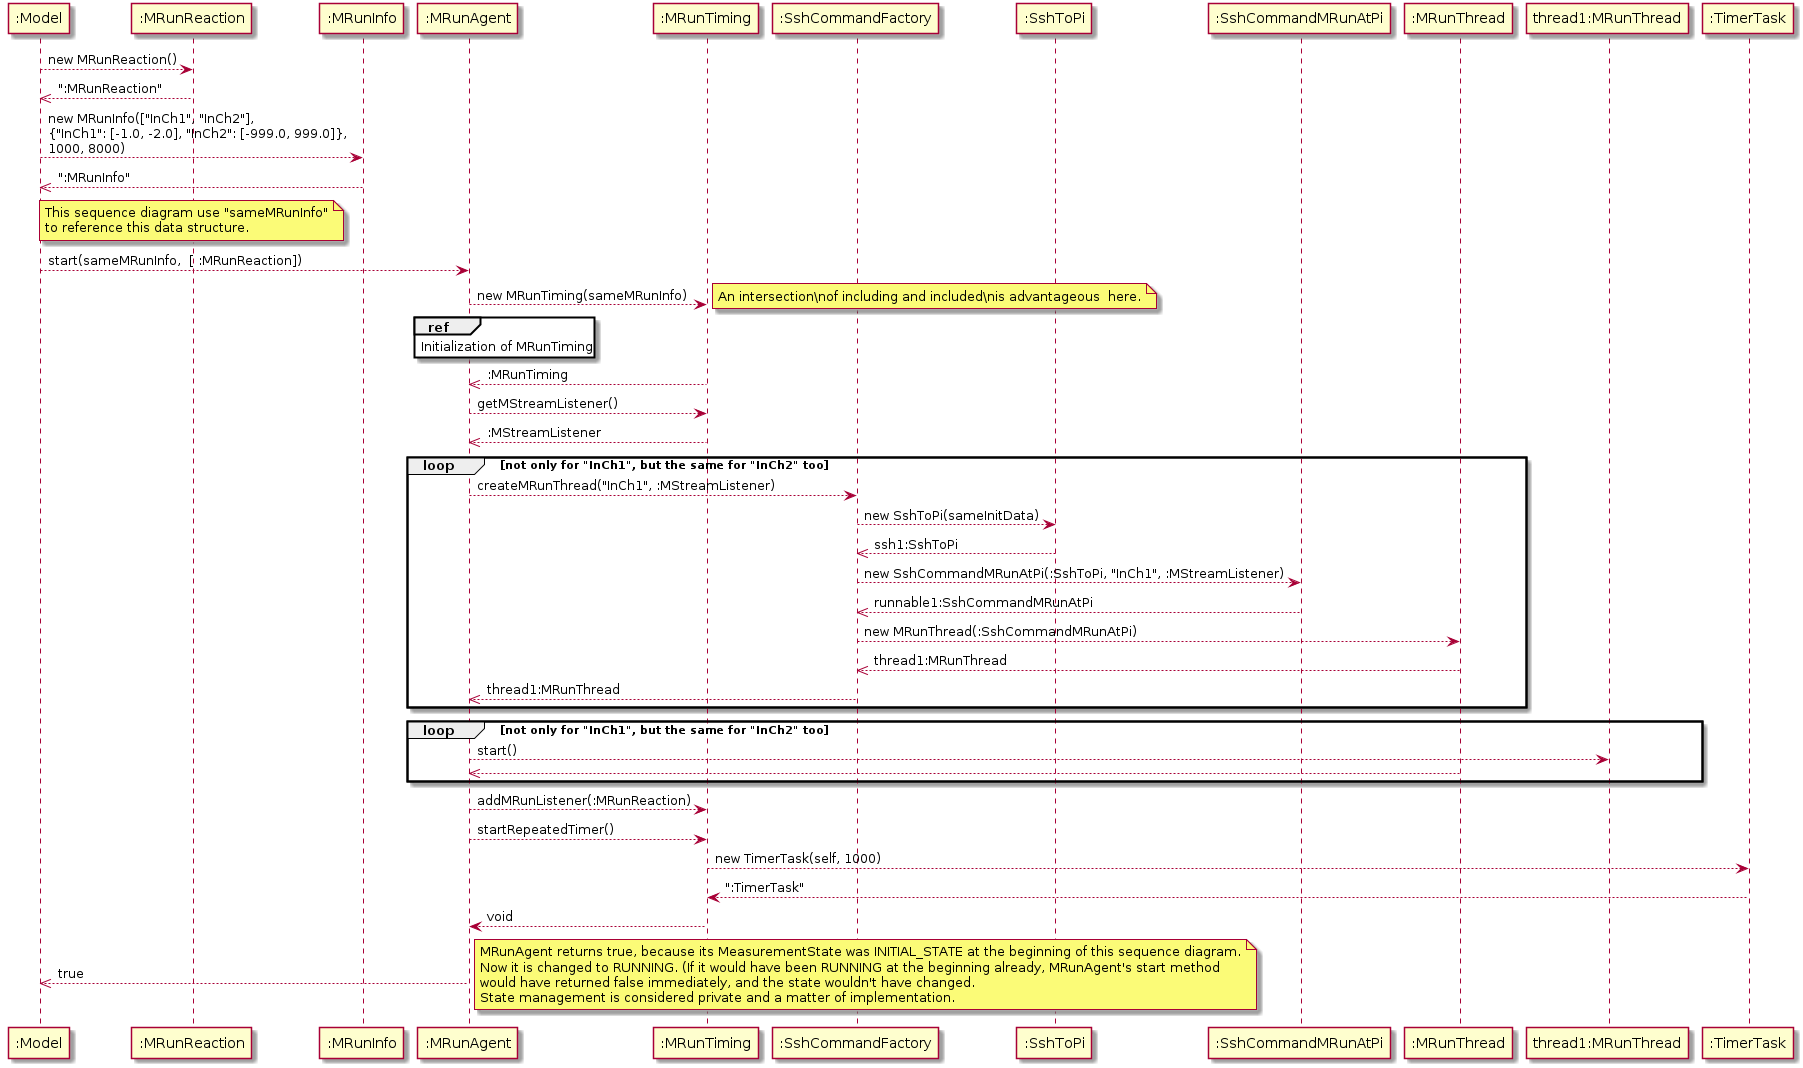 :Model
:MRunReaction
:MRunInfo
:MRunAgent
:MRunTiming
:SshCommandFactory
:SshToPi
:SshCommandMRunAtPi
:MRunThread
thread1:MRunThread
:TimerTask
new MRunReaction()
":MRunReaction"
new MRunInfo(["InCh1", "InCh2"],
{"InCh1": [-1.0, -2.0], "InCh2": [-999.0, 999.0]},
1000, 8000)
":MRunInfo"
This sequence diagram use "sameMRunInfo"
to reference this data structure.
start(sameMRunInfo,  [ :MRunReaction])
new MRunTiming(sameMRunInfo)
An intersection\nof including and included\nis advantageous  here.
ref
Initialization of MRunTiming
:MRunTiming
getMStreamListener()
:MStreamListener
loop
[not only for "InCh1", but the same for "InCh2" too]
createMRunThread("InCh1", :MStreamListener)
new SshToPi(sameInitData)
ssh1:SshToPi
new SshCommandMRunAtPi(:SshToPi, "InCh1", :MStreamListener)
runnable1:SshCommandMRunAtPi
new MRunThread(:SshCommandMRunAtPi)
thread1:MRunThread
thread1:MRunThread
loop
[not only for "InCh1", but the same for "InCh2" too]
start()
addMRunListener(:MRunReaction)
startRepeatedTimer()
new TimerTask(self, 1000)
":TimerTask"
void
MRunAgent returns true, because its MeasurementState was INITIAL_STATE at the beginning of this sequence diagram.
Now it is changed to RUNNING. (If it would have been RUNNING at the beginning already, MRunAgent's start method
would have returned false immediately, and the state wouldn't have changed.
State management is considered private and a matter of implementation.
true
:Model
:MRunReaction
:MRunInfo
:MRunAgent
:MRunTiming
:SshCommandFactory
:SshToPi
:SshCommandMRunAtPi
:MRunThread
thread1:MRunThread
:TimerTask